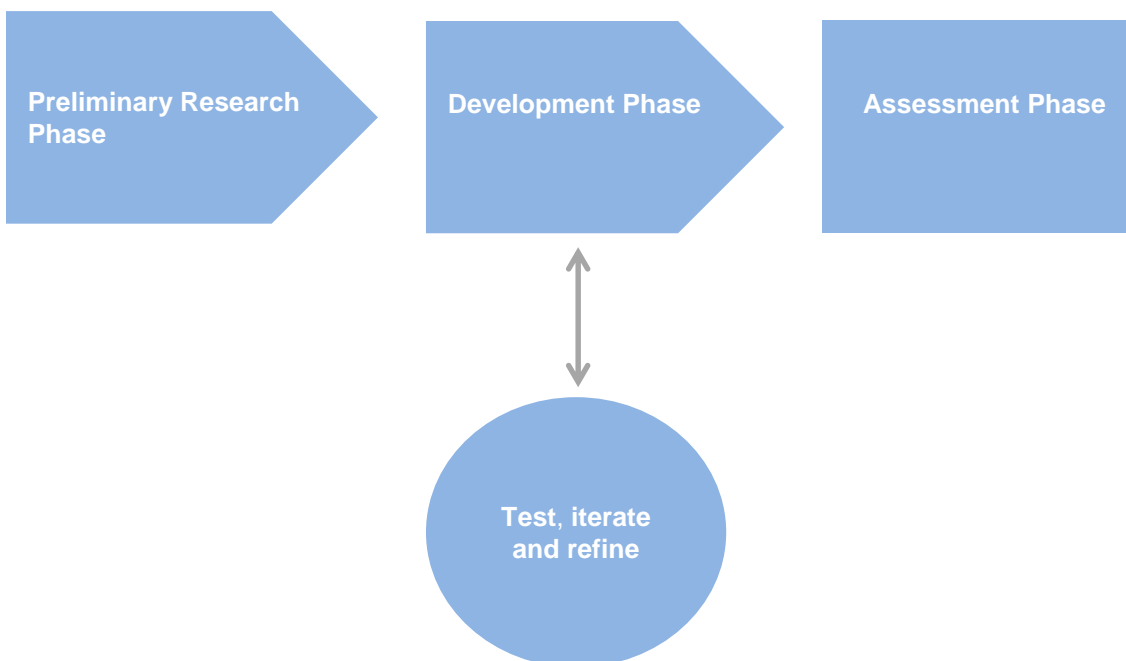 Preliminary Research
Phase
Development Phase
Assessment Phase
Test, iterate
and refine